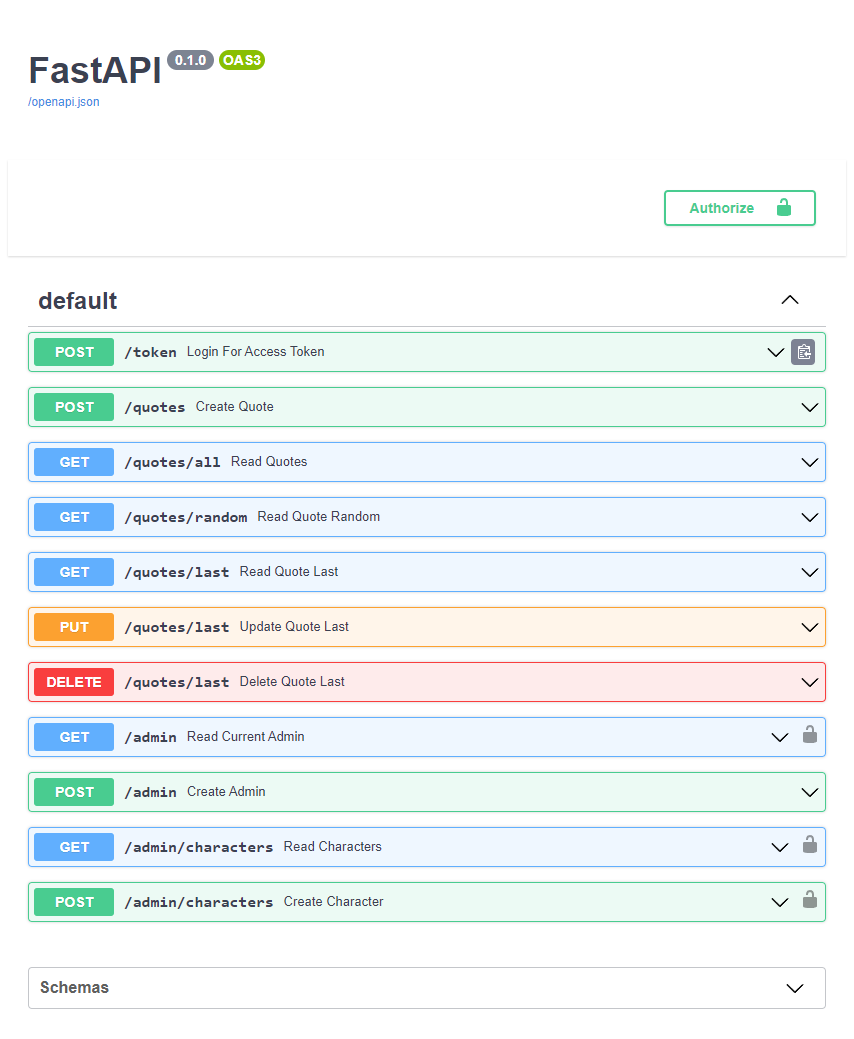 FastAPI 0.1.0 OAS3
/openapi.json
Authorize
default
POST /token Login For Access Token
POST /quotes Create Quote
GET /quotes/all Read Quotes
GET /quotes/random Read Quote Random
GET /quotes/last Read Quote Last
PUT /quotes/last Update Quote Last
DELETE /quotes/last Delete Quote Last
GET /admin Read Current Admin
POST /admin Create Admin
GET /admin/characters Read Characters
POST /admin/characters Create Character
Schemas